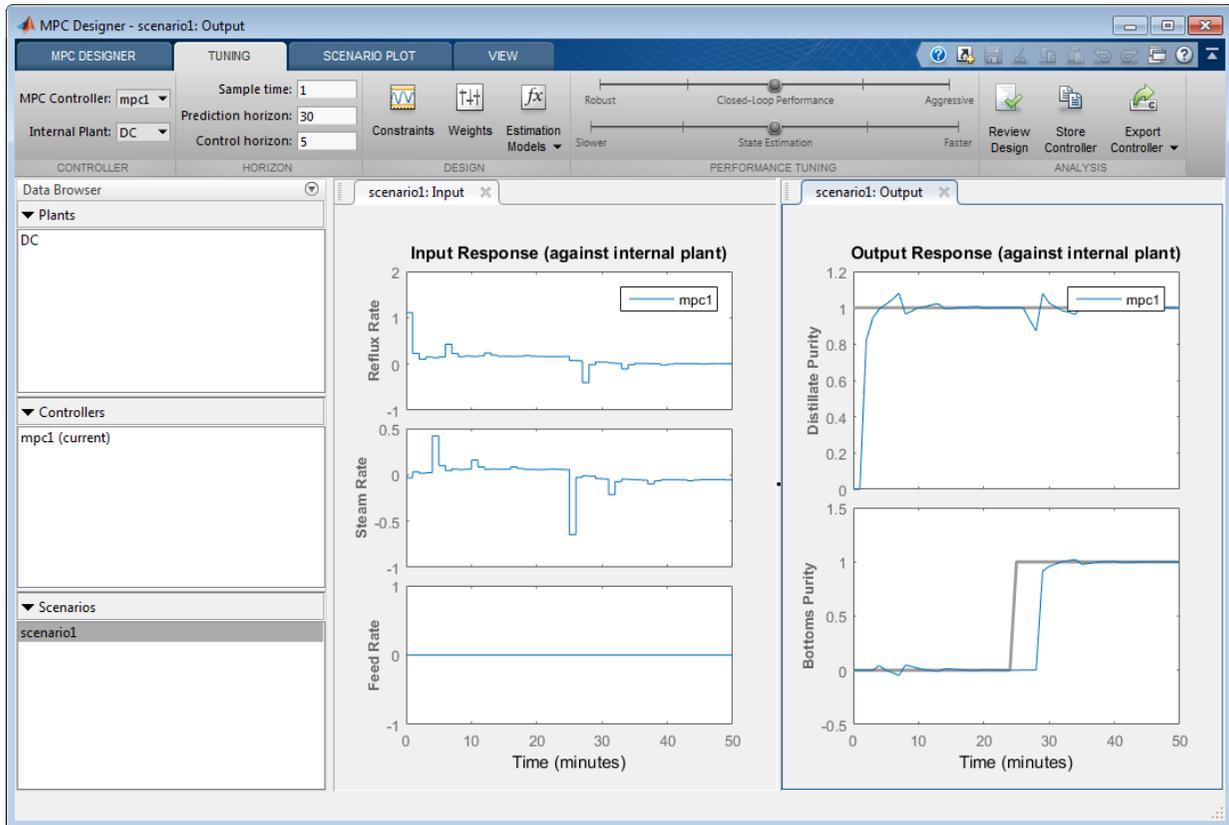 MPC Designer - scenario1: Output
MPC DESIGNER TUNING SCENARIO PLOT VIEW
MPC Controller: mpc1
Internal Plant: DC
CONTROLLER
Sample time: 1
Prediction horizon: 30
Control horizon: 5
HORIZON
Constraints Weights Estimation
Models
DESIGN
Robust Closed-Loop Performance Aggressive
Slower State Estimation Faster
PERFORMANCE TUNING
Review
Design
Store
Controller
Export
Controller
ANALYSIS
Data Browser
Plants
DC
Controllers
mpc1 (current)
Scenarios
scenario1
scenario1: Input
Input Response (against internal plant)
mpc1
Reflux Rate
2
1
0
-1
Steam Rate
0.5
0
-0.5
-1
Feed Rate
1
0
-1
0 10 20 30 40 50
Time (minutes)
scenario1: Output
Output Response (against internal plant)
mpc1
Distillate Purity
1.2
1
0.8
0.6
0.4
0.2
0
Bottoms Purity
1.5
1
0.5
0
-0.5
0 10 20 30 40 50
Time (minutes)